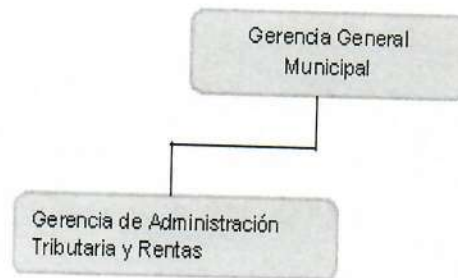 Gerencia General
Municipal
Gerencia de Administración
Tributaria y Rentas